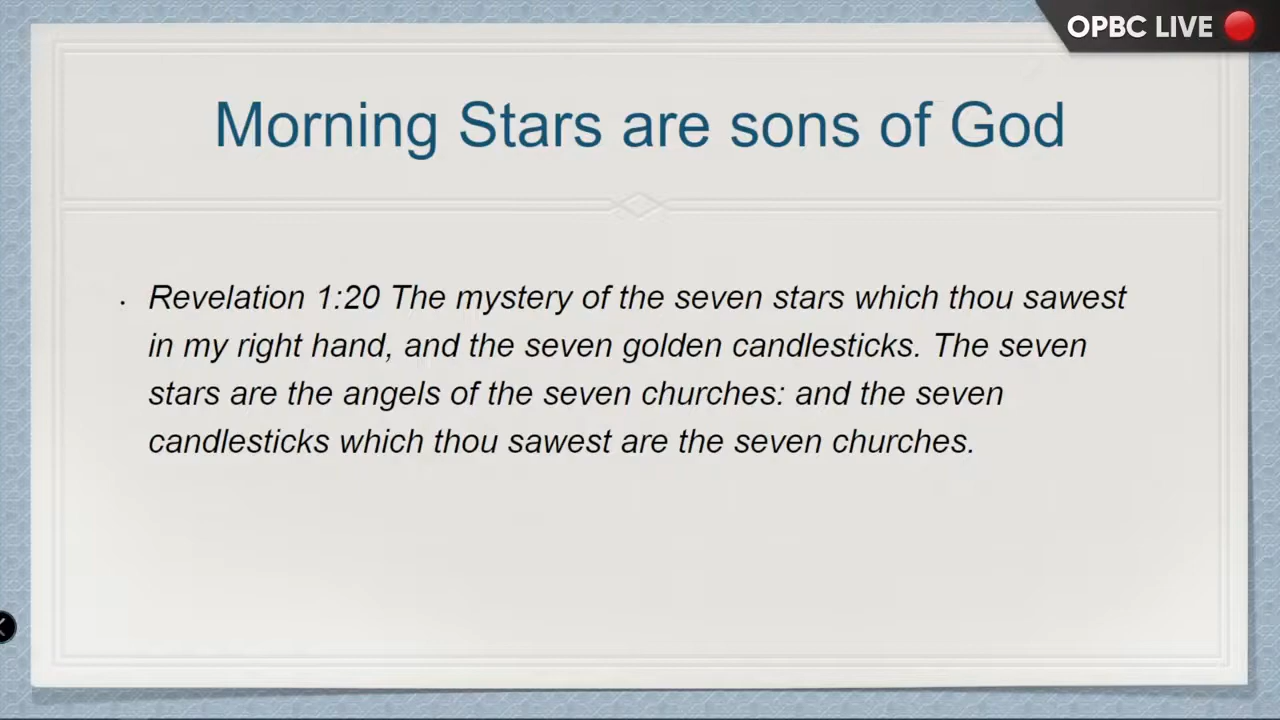 OPBC LIVE
Morning Stars are sons of God
• Revelation 1:20 The mystery of the seven stars which thou sawest
in my right hand, and the seven golden candlesticks. The seven
stars are the angels of the seven churches: and the seven
candlesticks which thou sawest are the seven churches.